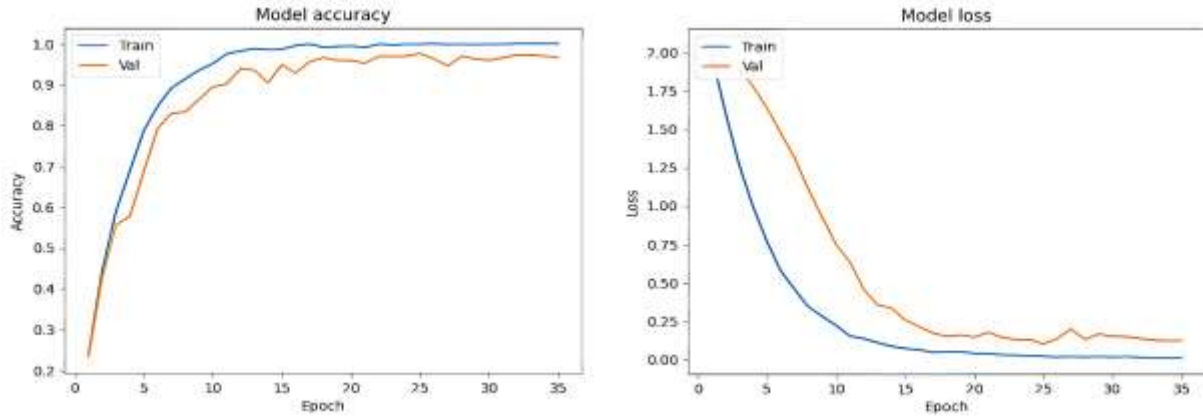 Model accuracy
Train
Val
1.0
0.9
0.8
0.7
0.6
0.5
0.4
0.3
0.2
Accuracy
0 5 10 15 20 25 30 35
Epoch
Model loss
Train
Val
2.00
1.75
1.50
1.25
1.00
0.75
0.50
0.25
0.00
Loss
0 5 10 15 20 25 30 35
Epoch